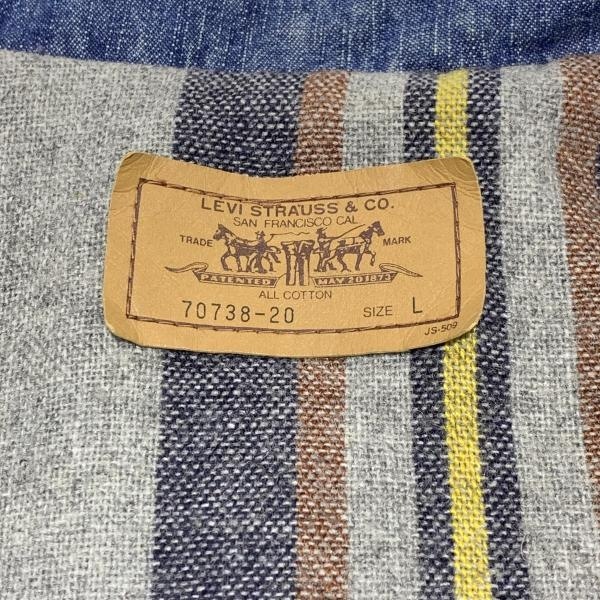 LEVI STRAUSS & CO.
SAN FRANCISCO CAL
TRADE MARK
PATENTED MAY 20 1873
ALL COTTON
70738-20 SIZE L
JS-509